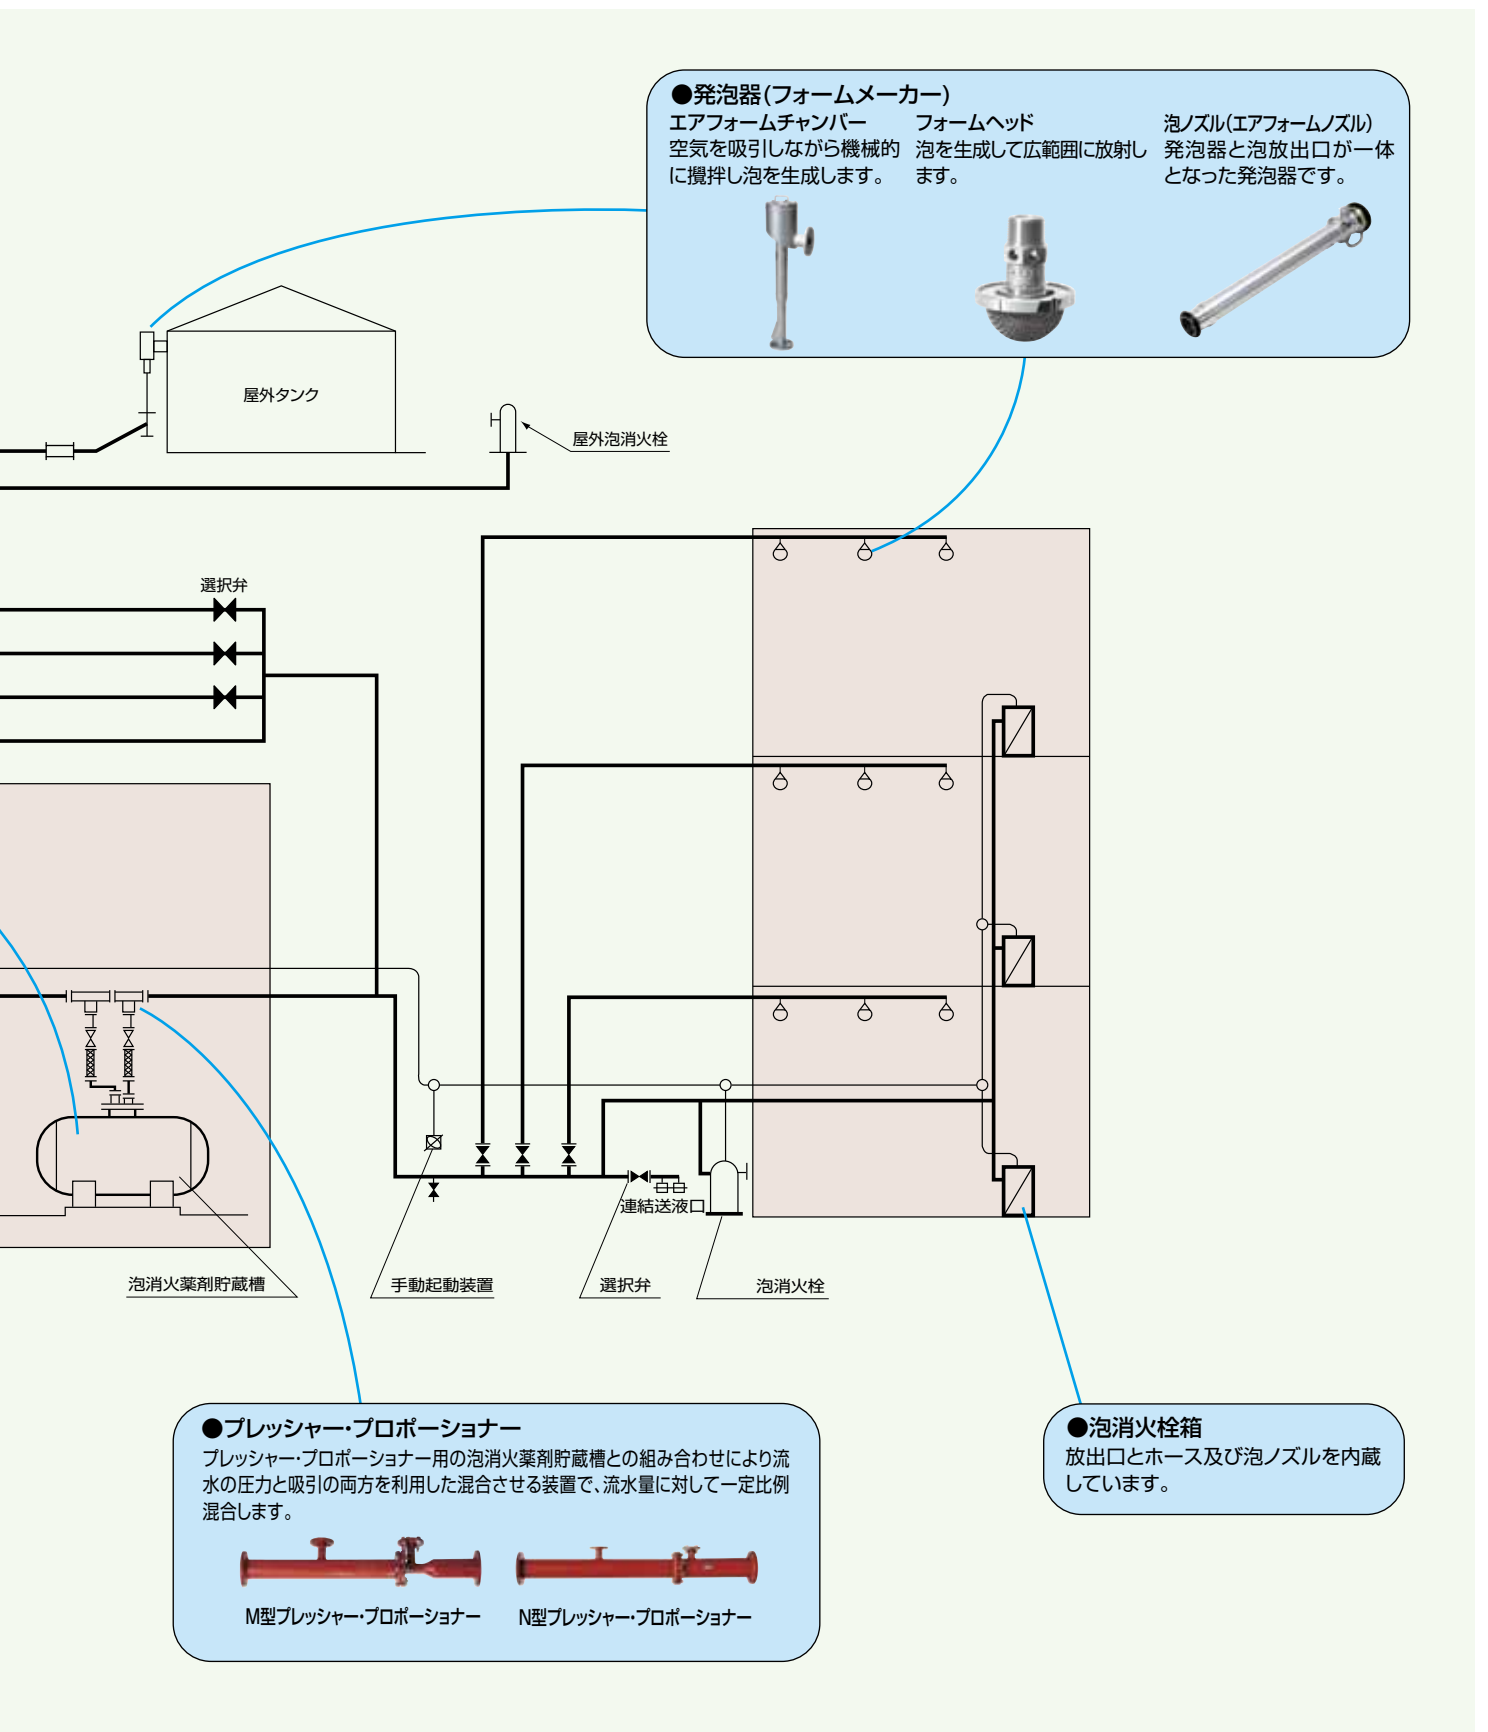 ●発泡器(フォームメーカー)
エアフォームチャンバー
空気を吸引しながら機械的
に攪拌し泡を生成します。
フォームヘッド
泡を生成して広範囲に放射し
ます。
泡ノズル(エアフォームノズル)
発泡器と泡放出口が一体
となった発泡器です。
屋外タンク
屋外泡消火栓
選択弁
連結送液口
泡消火薬剤貯蔵槽
手動起動装置
選択弁
泡消火栓
●プレッシャー・プロポーショナー
プレッシャー・プロポーショナー用の泡消火薬剤貯蔵槽との組み合わせにより流
水の圧力と吸引の両方を利用した混合させる装置で、流水量に対して一定比例
混合します。
M型プレッシャー・プロポーショナー
N型プレッシャー・プロポーショナー
●泡消火栓箱
放出口とホース及び泡ノズルを内蔵
しています。